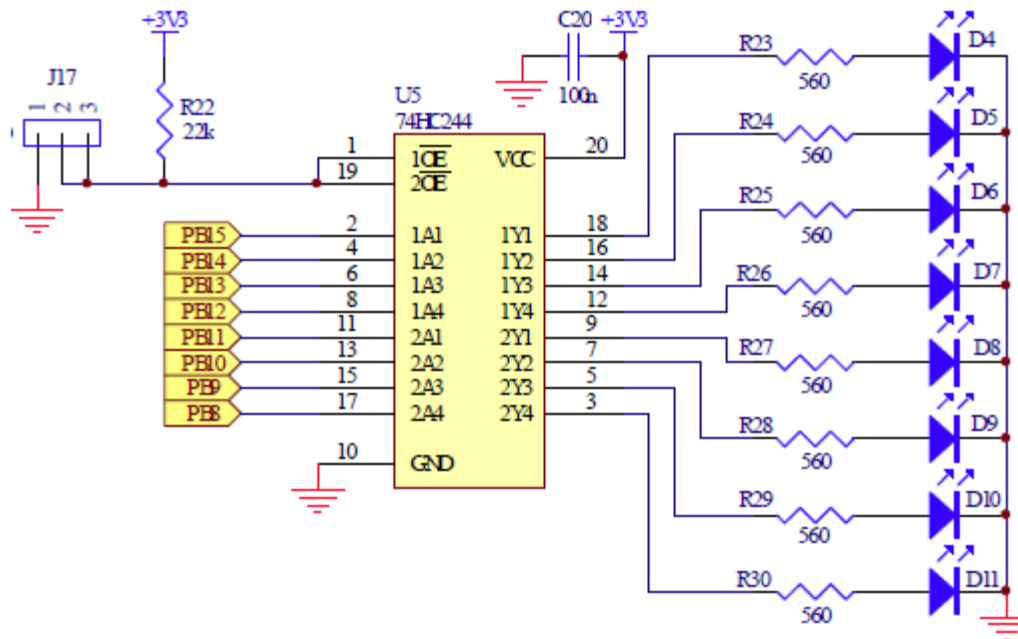 +3V3
C20 +3V3
J17
1 2 3
R22
22k
100n
U5
74HC244
1 1OE VCC 20
19 2OE
PB15 2 1A1 1Y1 18
PB14 4 1A2 1Y2 16
PB13 6 1A3 1Y3 14
PB12 8 1A4 1Y4 12
PB11 11 2A1 2Y1 9
PB10 13 2A2 2Y2 7
PB9 15 2A3 2Y3 5
PB8 17 2A4 2Y4 3
10 GND
R23 D4
560
R24 D5
560
R25 D6
560
R26 D7
560
R27 D8
560
R28 D9
560
R29 D10
560
R30 D11
560